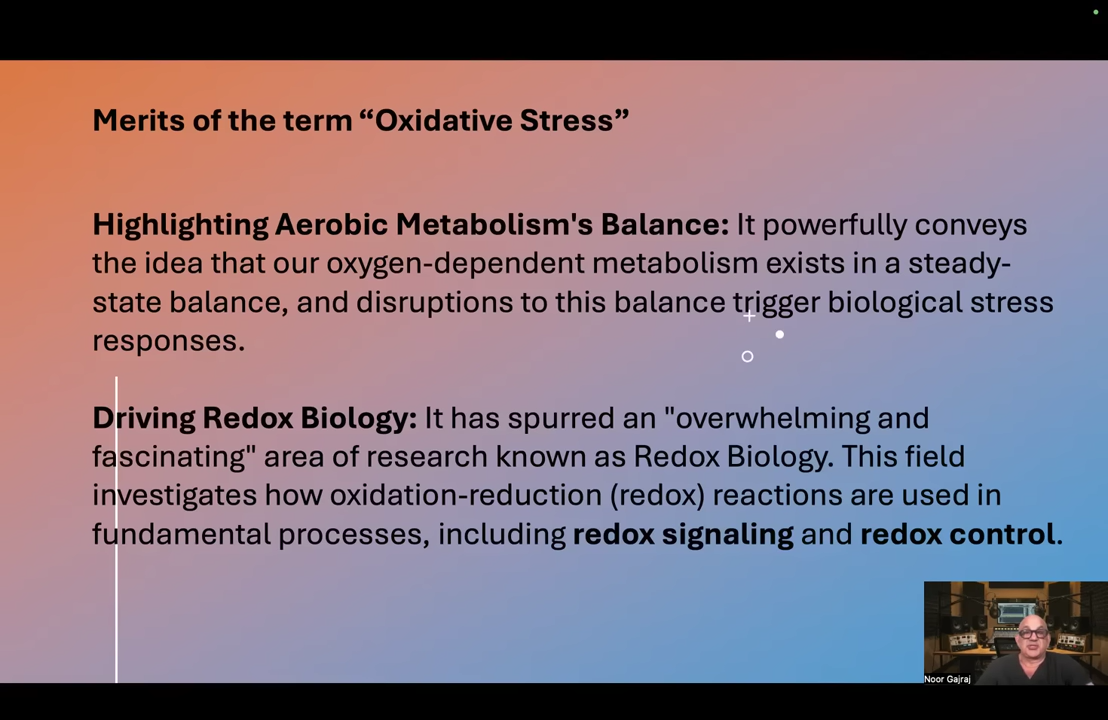 Merits of the term “Oxidative Stress”
Highlighting Aerobic Metabolism's Balance: It powerfully conveys
the idea that our oxygen-dependent metabolism exists in a steady-
state balance, and disruptions to this balance trigger biological stress
responses.
Driving Redox Biology: It has spurred an "overwhelming and
fascinating" area of research known as Redox Biology. This field
investigates how oxidation-reduction (redox) reactions are used in
fundamental processes, including redox signaling and redox control.
Noor Gajraj